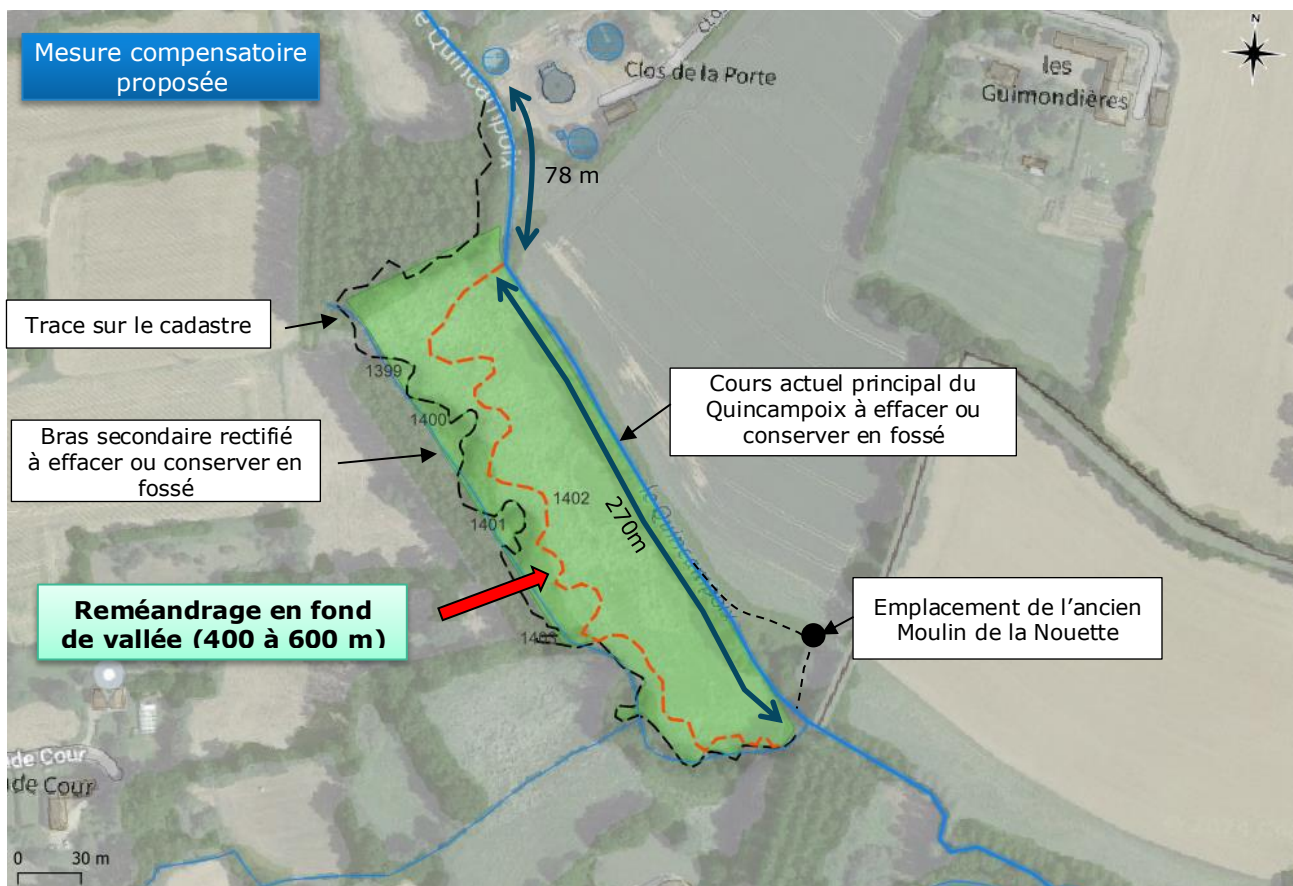 Mesure compensatoire
proposée
N
le Quincampoix
Clos de la Porte
les
Guimondières
78 m
Trace sur le cadastre
1399
1400
Cours actuel principal du
Quincampoix à effacer ou
conserver en fossé
Bras secondaire rectifié
à effacer ou conserver en
fossé
1402
1401
270m
le Quincampoix
Reméandrage en fond
de vallée (400 à 600 m)
1403
Emplacement de l'ancien
Moulin de la Nouette
de Cour
de Cour
0 30 m